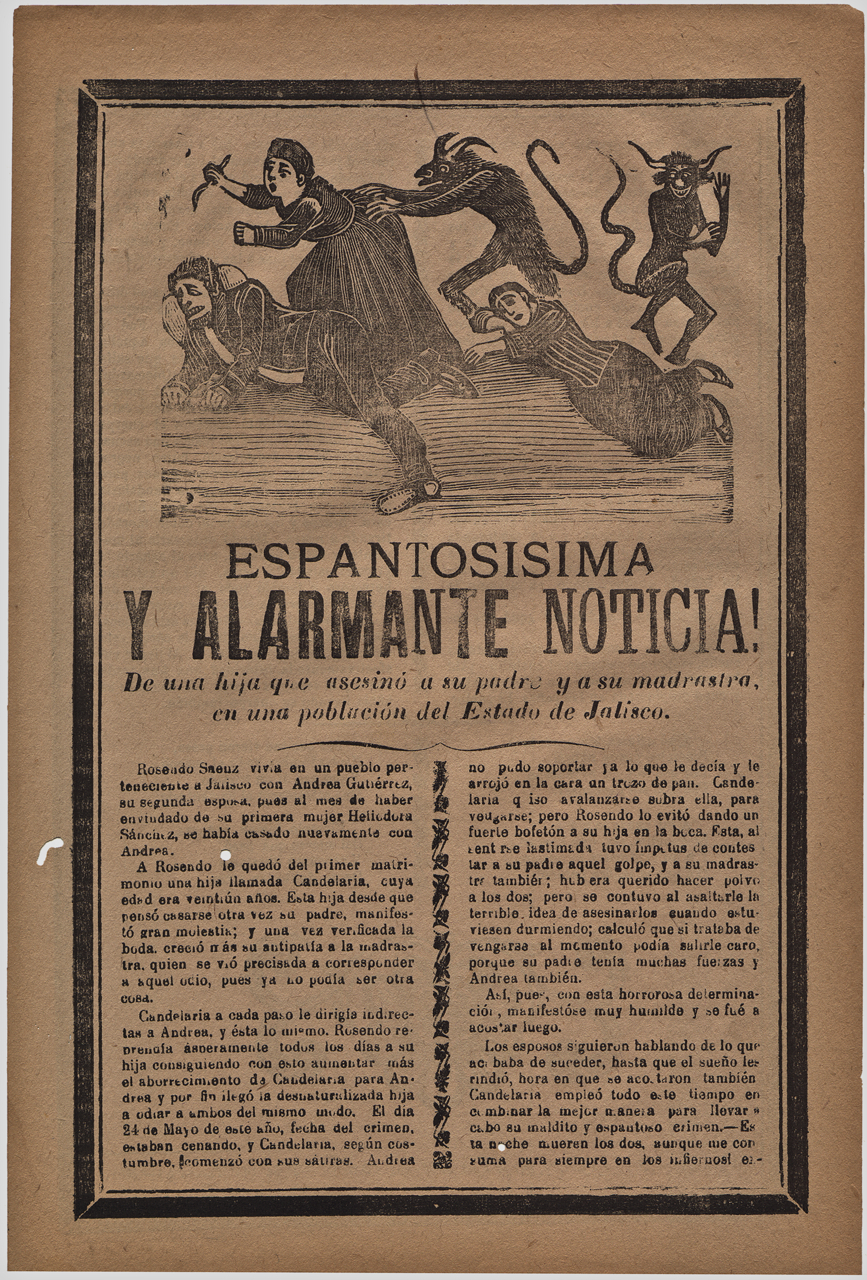 ESPANTOSISIMA
Y ALARMANTE NOTICIA!
De una hija que asesinó a su padre y a su madrastra,
en una población del Estado de Jalisco.
Rosendo Saenz vivia en un pueblo per-
teneciente a Jalisco con Andrea Gutiérrez,
su segunda esposa, pues al mes de haber
enviudado de su primera mujer Heliodora
Sánchez, se había casado nuevamente con
Andrea.
A Rosendo le quedó del primer matri-
monio una hija llamada Candelaria, cuya
edad era veintiún años. Esta hija desde que
pensó casarse otra vez su padre, manifes-
tó gran molestia; y una vez verificada la
boda, creció más su antipatía a la madras-
tra, quien se vió precisada a corresponder
a aquel odio, pues ya no podía ser otra
cosa.
Candelaria a cada paso le dirigía indirec-
tas a Andrea, y ésta lo mismo. Rosendo re-
prendía ásperamente todos los días a su
hija consiguiendo con esto aumentar más
el aborrecimiento de Candelaria para An-
drea y por fin llegó la desnaturalizada hija
a odiar a ambos del mismo modo. El día
24 de Mayo de este año, fecha del crimen,
estaban cenando, y Candelaria, según cos-
tumbre, comenzó con sus sátiras. Andrea
no pudo soportar ya lo que le decía y le
arrojó en la cara un trozo de pan. Cande-
laria q iso avalanzarse sobra ella, para
vengarse; pero Rosendo lo evitó dando un
fuerte bofetón a su hija en la boca. Esta, al
sentirse lastimada tuvo ímpetus de contes
tar a su padre aquel golpe, y a su madras-
tra también; hub era querido hacer polvo
a los dos; pero se contuvo al asaltarle la
terrible idea de asesinarlos cuando estu-
viesen durmiendo; calculó que si trataba de
vengarse al momento podía salirle caro,
porque su padre tenía muchas fuerzas y
Andrea también.
Así, pues, con esta horrorosa determina-
ción, manifestóse muy humilde y se fué a
acostar luego.
Los esposos siguieron hablando de lo que
acababa de suceder, hasta que el sueño les
rindió, hora en que se acostaron también
Candelaria empleó todo este tiempo en
combinar la mejor manera para llevar a
cabo su maldito y espantoso crimen.—Es
ta noche mueren los dos, aunque me con
suma para siempre en los infiernos! ex-